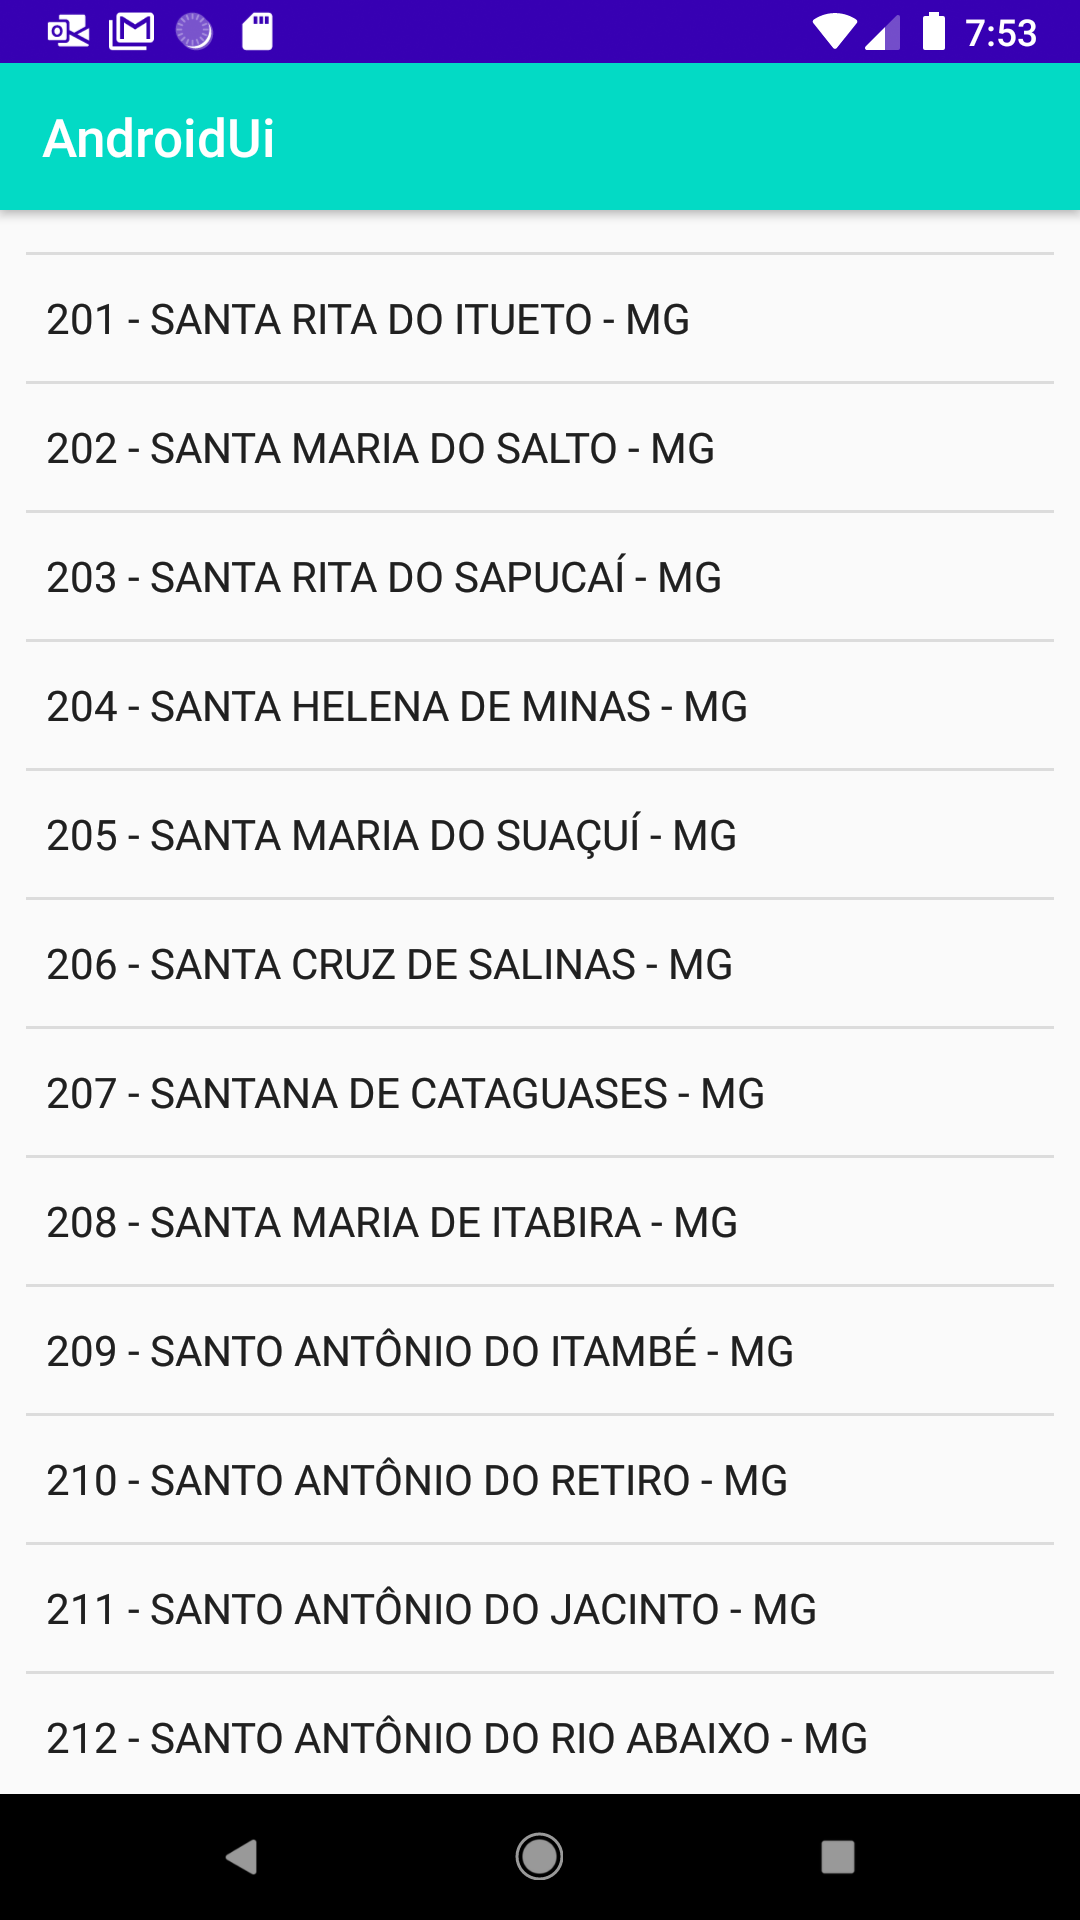 7:53
AndroidUi
201 - SANTA RITA DO ITUETO - MG
202 - SANTA MARIA DO SALTO - MG
203 - SANTA RITA DO SAPUCAÍ - MG
204 - SANTA HELENA DE MINAS - MG
205 - SANTA MARIA DO SUAÇUÍ - MG
206 - SANTA CRUZ DE SALINAS - MG
207 - SANTANA DE CATAGUASES - MG
208 - SANTA MARIA DE ITABIRA - MG
209 - SANTO ANTÔNIO DO ITAMBÉ - MG
210 - SANTO ANTÔNIO DO RETIRO - MG
211 - SANTO ANTÔNIO DO JACINTO - MG
212 - SANTO ANTÔNIO DO RIO ABAIXO - MG